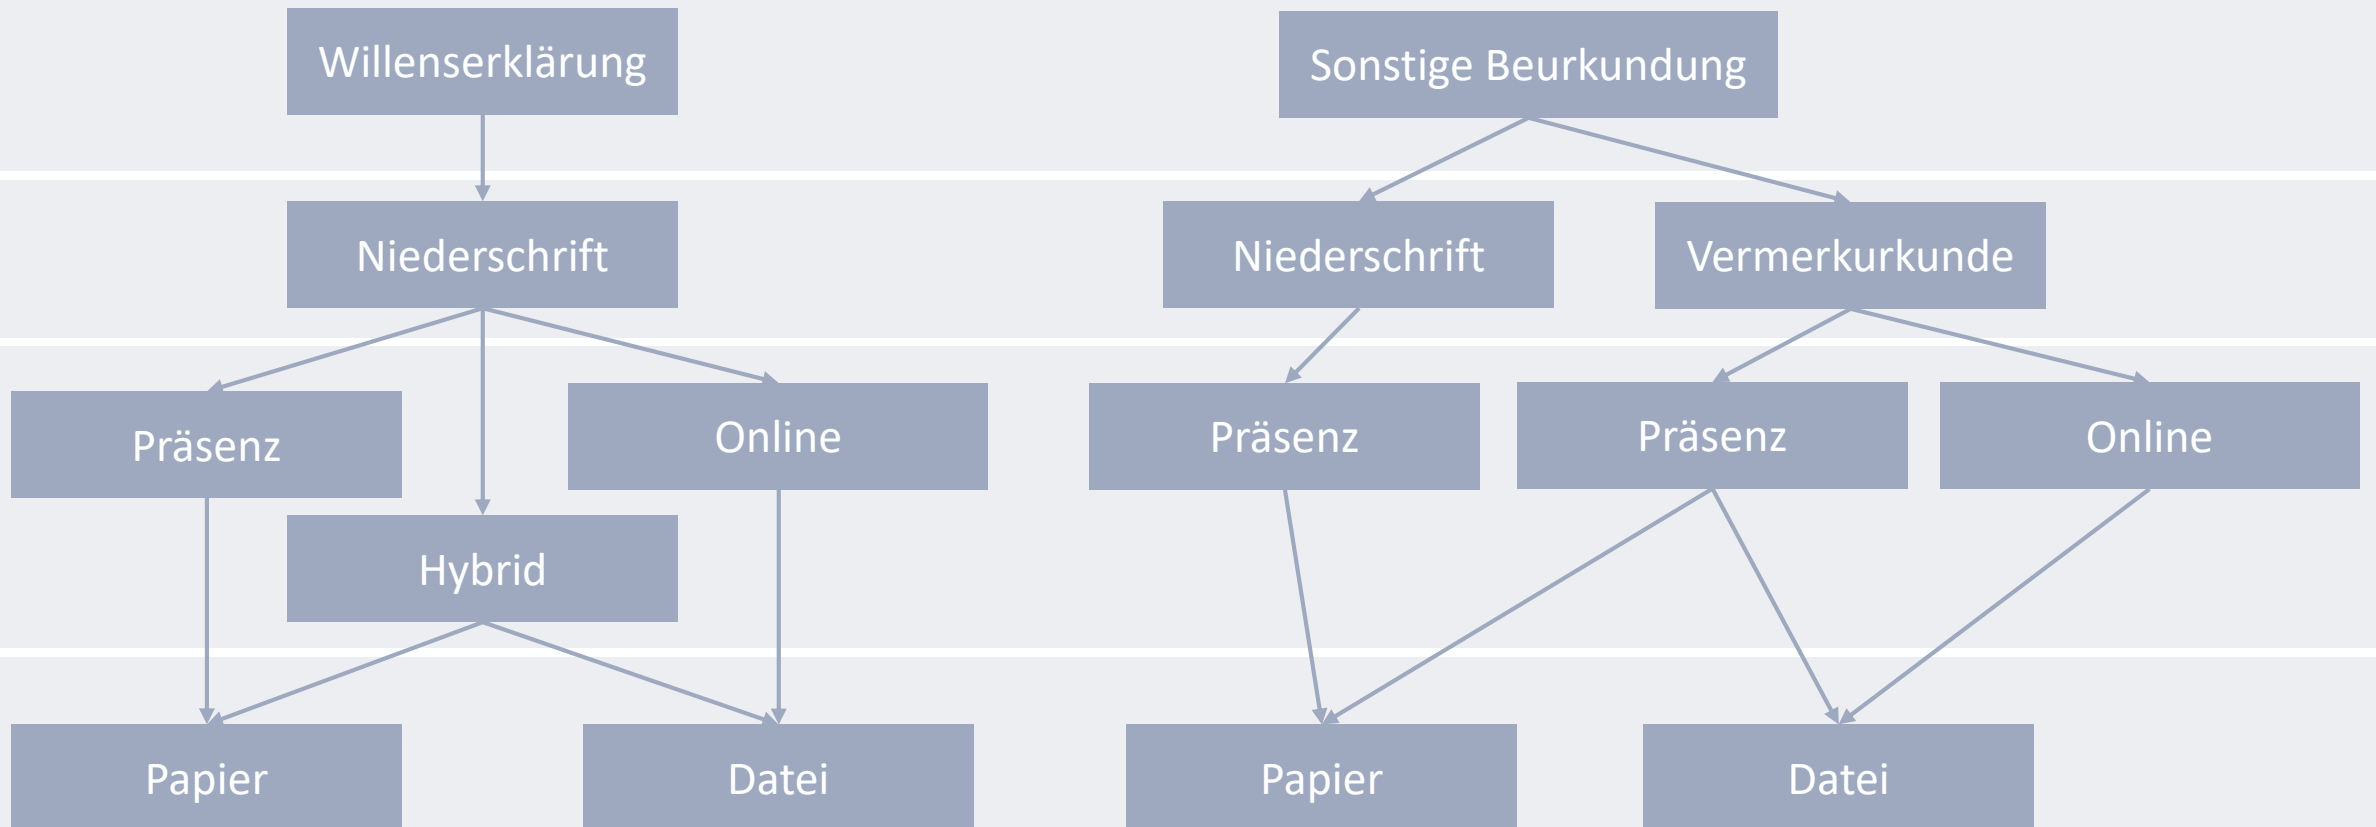 Willenserklärung
Sonstige Beurkundung
Niederschrift
Niederschrift
Vermerkurkunde
Präsenz
Online
Präsenz
Präsenz
Online
Hybrid
Papier
Datei
Papier
Datei